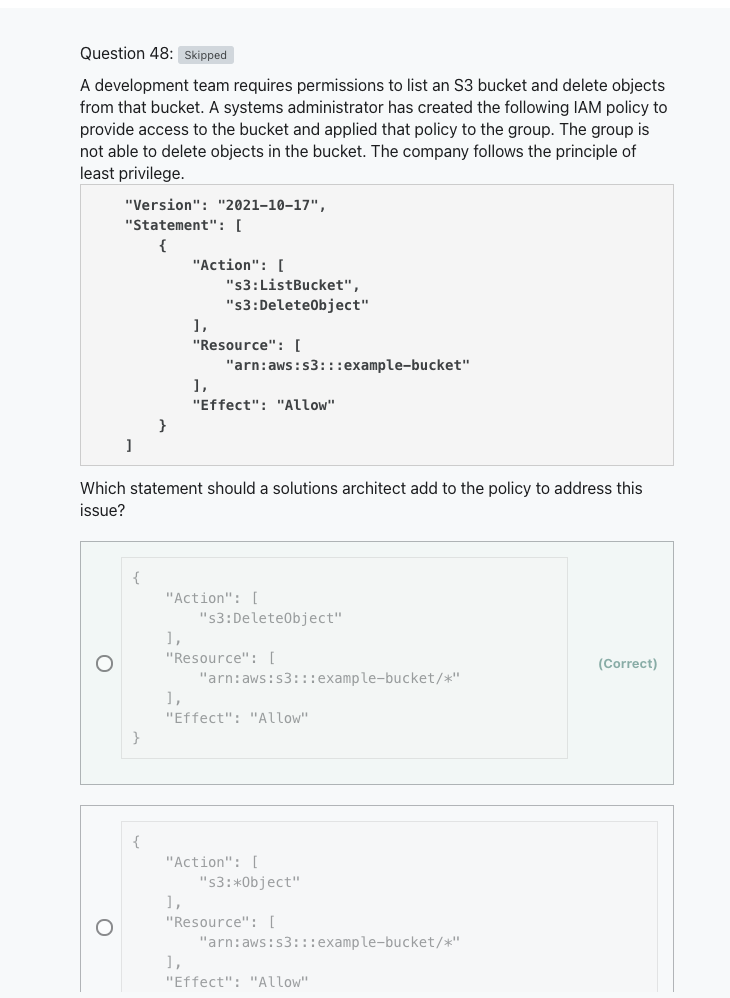 Question 48: Skipped
A development team requires permissions to list an S3 bucket and delete objects
from that bucket. A systems administrator has created the following IAM policy to
provide access to the bucket and applied that policy to the group. The group is
not able to delete objects in the bucket. The company follows the principle of
least privilege.
"Version": "2021-10-17",
"Statement": [
{
"Action": [
"s3:ListBucket",
"s3:DeleteObject"
],
"Resource": [
"arn:aws:s3:::example-bucket"
],
"Effect": "Allow"
}
]
Which statement should a solutions architect add to the policy to address this
issue?
{
"Action": [
"s3:DeleteObject"
],
"Resource": [
"arn:aws:s3:::example-bucket/*"
],
"Effect": "Allow"
}
(Correct)
{
"Action": [
"s3:*Object"
],
"Resource": [
"arn:aws:s3:::example-bucket/*"
],
"Effect": "Allow"